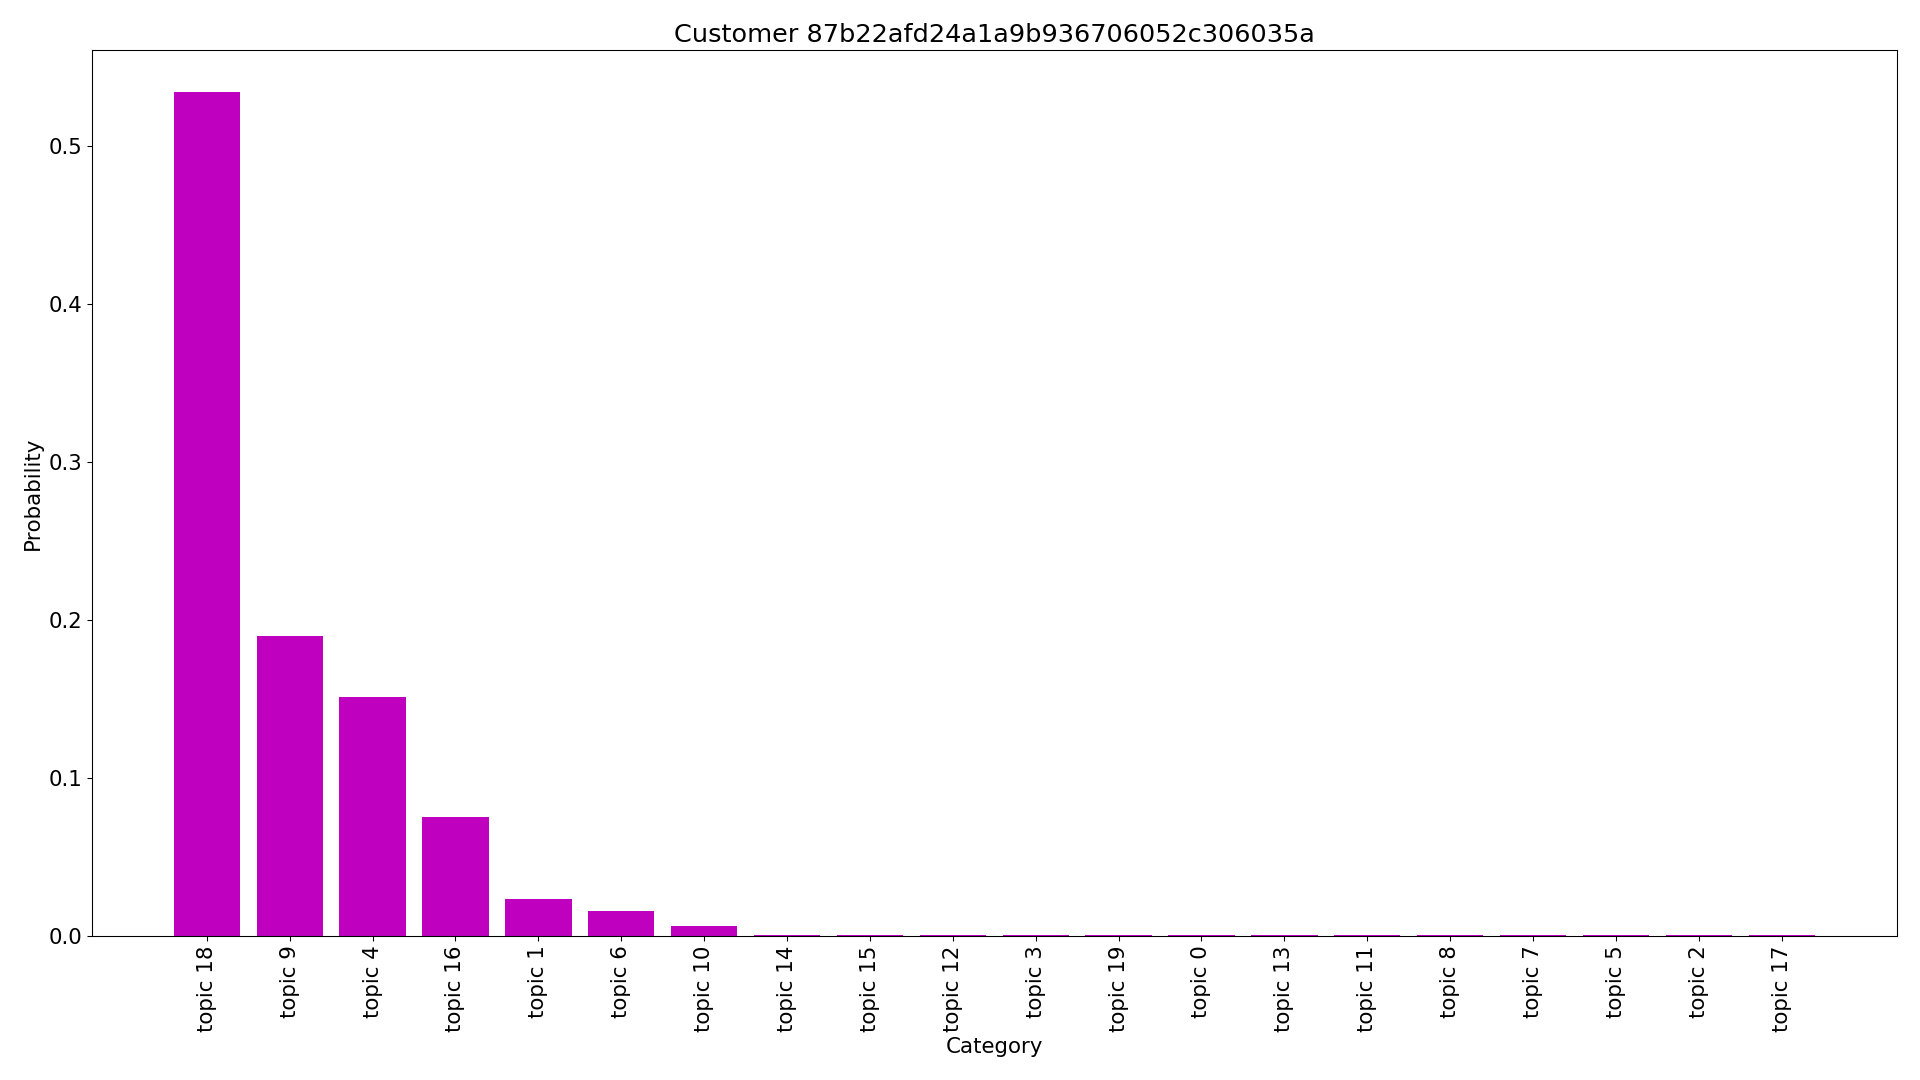 Customer 87b22afd24a1a9b936706052c306035a
Probability
0.5
0.4
0.3
0.2
0.1
0.0
topic 18
topic 9
topic 4
topic 16
topic 1
topic 6
topic 10
topic 14
topic 15
topic 12
topic 3
topic 19
topic 0
topic 13
topic 11
topic 8
topic 7
topic 5
topic 2
topic 17
Category